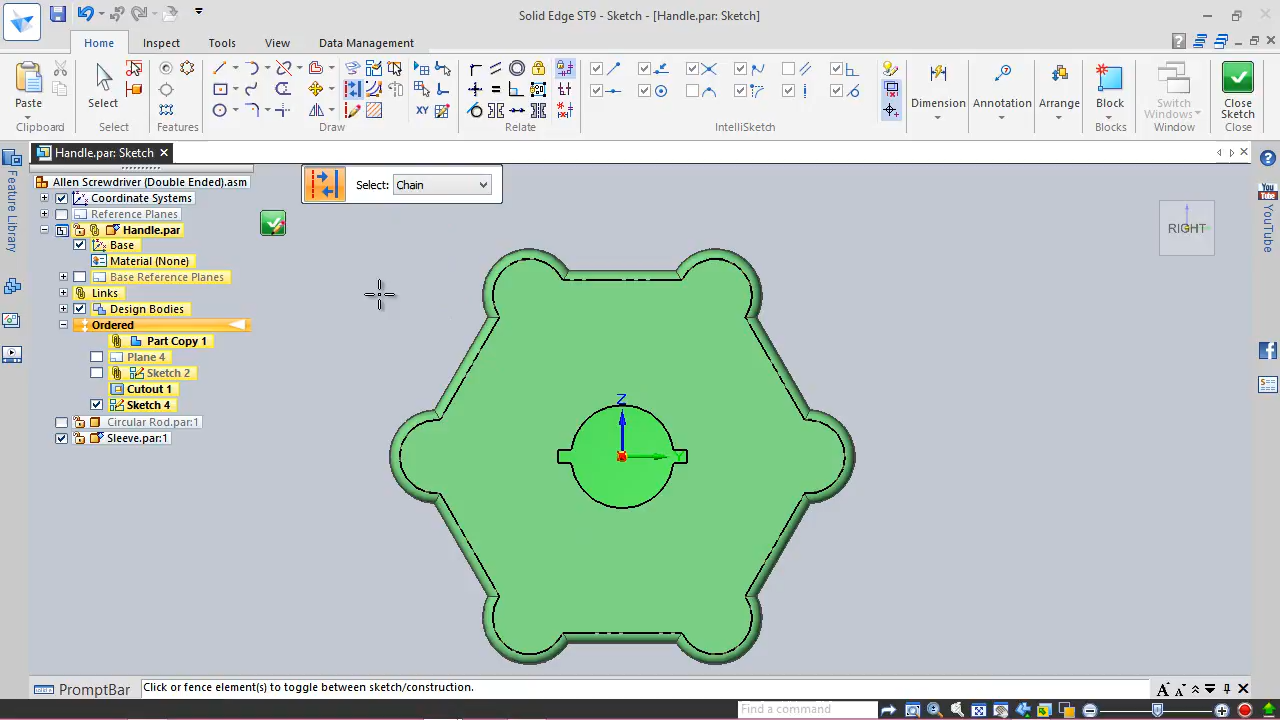 Solid Edge ST9 - Sketch - [Handle.par: Sketch]
Home
Inspect
Tools
View
Data Management
Paste
Clipboard
Select
Select
Features
Draw
Relate
IntelliSketch
Dimension
Annotation
Arrange
Block
Blocks
Switch
Windows
Window
Close
Sketch
Close
Handle.par: Sketch
Allen Screwdriver (Double Ended).asm
Coordinate Systems
Reference Planes
Handle.par
Base
Material (None)
Base Reference Planes
Links
Design Bodies
Ordered
Part Copy 1
Plane 4
Sketch 2
Cutout 1
Sketch 4
Circular Rod.par:1
Sleeve.par:1
Feature Library
Select:
Chain
RIGHT
Z
Y
YouTube
PromptBar
Click or fence element(s) to toggle between sketch/construction.
Find a command